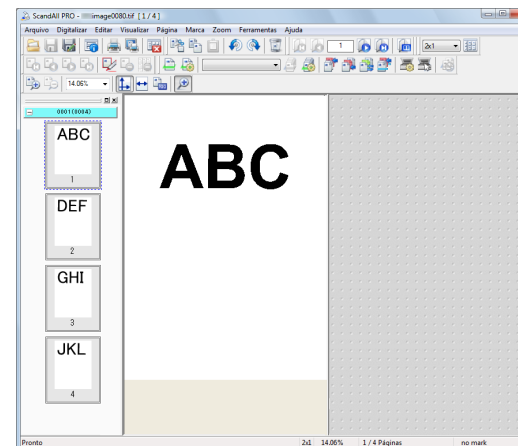 ScandAll PRO - image0080.tif [ 1 / 4 ]
Arquivo Digitalizar Editar Visualizar Página Marca Zoom Ferramentas Ajuda
1 2x1
14.06%
0001(0004)
ABC
1
DEF
2
GHI
3
JKL
4
ABC
Pronto 2x1 14.06% 1 / 4 Páginas no mark